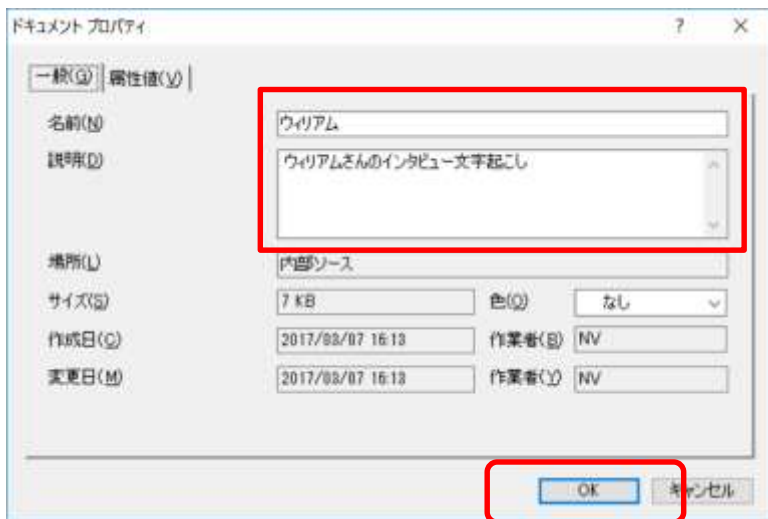 ドキュメント プロパティ ? ×
一般(G) 属性値(V)
名前(N) ウィリアム
説明(D) ウィリアムさんのインタビュー文字起こし
場所(L) 内部ソース
サイズ(S) 7 KB 色(O) なし
作成日(C) 2017/03/07 16:13 作業者(B) NV
変更日(M) 2017/03/07 16:13 作業者(Y) NV
OK キャンセル